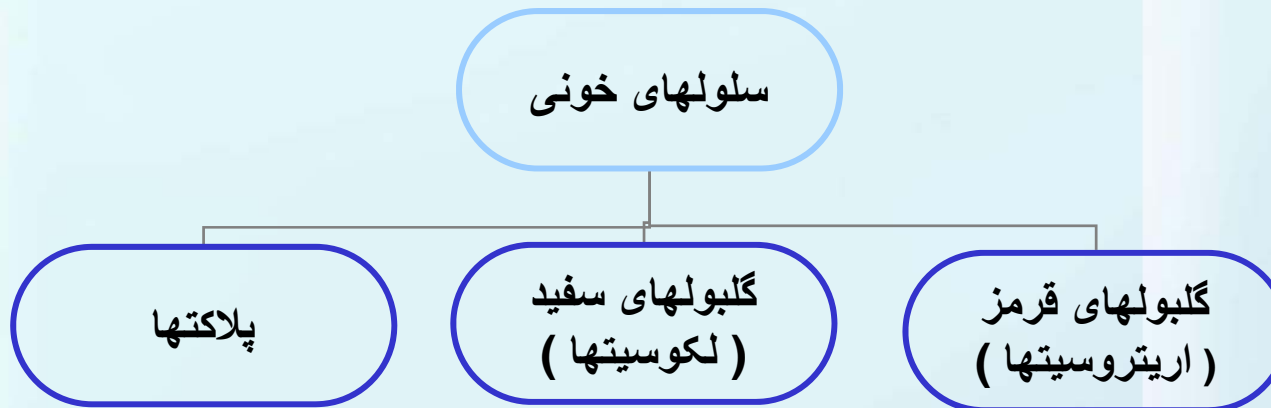 سلولهای خونی
گلبولهای قرمز
( اریتروسیتها )
گلبولهای سفید
( لکوسیتها )
پلاکتها